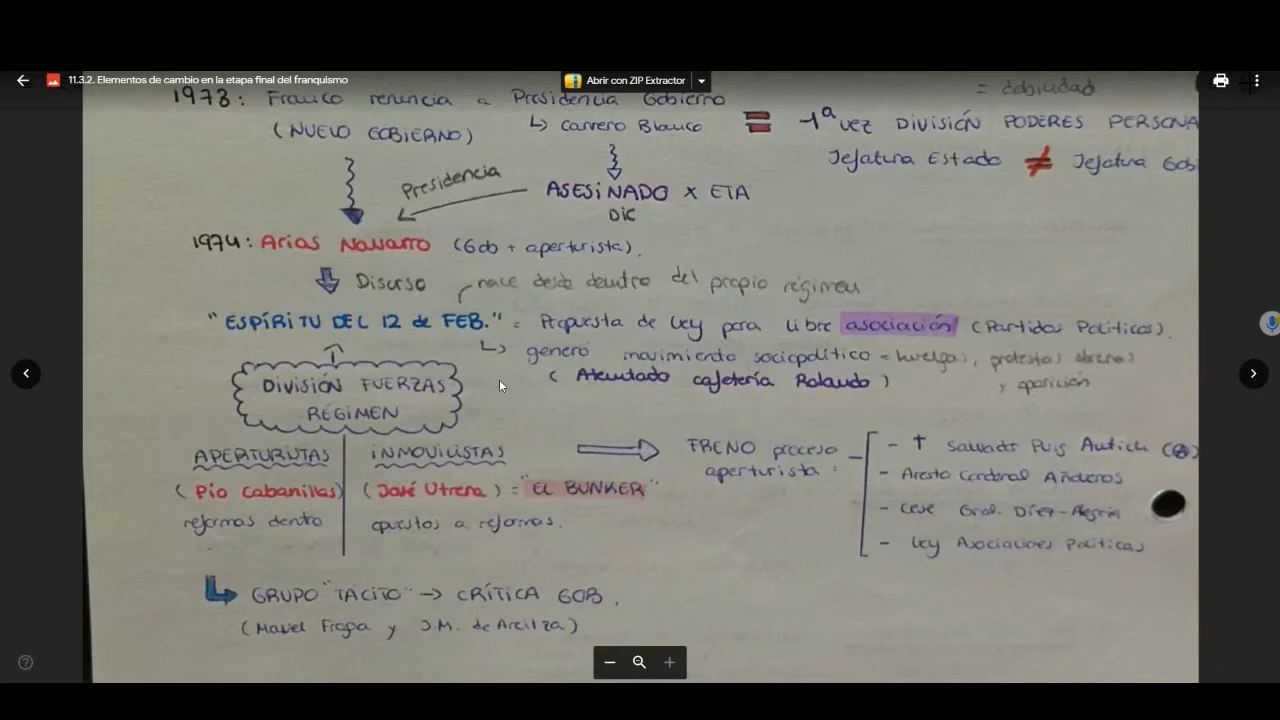 11.3.2. Elementos de cambio en la etapa final del franquismo
Abrir con ZIP Extractor
= debilidad
1973: Franco renuncia a Presidencia Gobierno
(NUEVO GOBIERNO)
↳ Carrero Blanco
≡ 1ª vez DIVISIÓN PODERES PERSONA
Jefatura Estado ≠ Jefatura Gob
Presidencia
ASESINADO x ETA
DIC
1974: Arias Navarro (Gob + aperturista).
⇓ Discurso
nace desde dentro del propio régimen
"ESPÍRITU DEL 12 de FEB." = Propuesta de Ley para libre asociación (Partidos Políticos).
↳ generó movimiento sociopolítico = huelgas, protestas obreras
y aparición
(Atentado cafetería Rolando)
DIVISIÓN FUERZAS
RÉGIMEN
APERTURISTAS
(Pío Cabanillas)
reformas dentro
INMOVILISTAS
(José Utrera) = "EL BUNKER"
opuestos a reformas.
⇒ FRENO proceso
aperturista:
- † Salvador Puig Antich (Ⓐ)
- Arresto Cardenal Añoveros
- Cese Gral. Díez-Alegría
- Ley Asociaciones Políticas
↳ GRUPO "TÁCITO" → CRÍTICA GOB.
(Manuel Fraga y J.M. de Areilza)